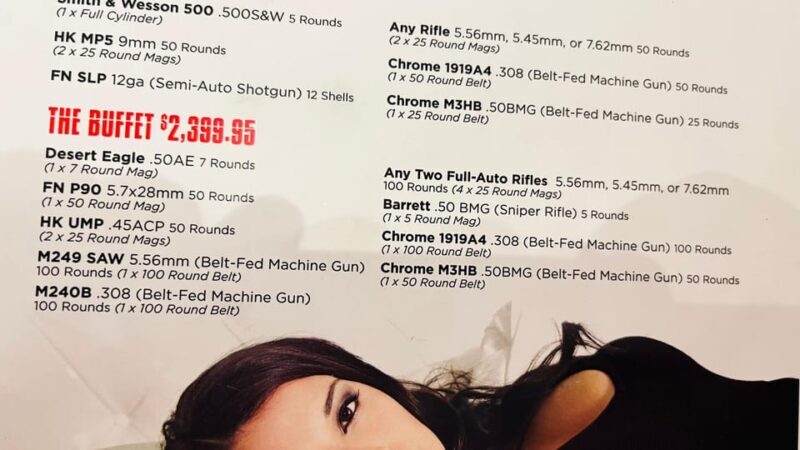 Smith & Wesson 500 .500S&W 5 Rounds
(1 x Full Cylinder)
HK MP5 9mm 50 Rounds
(2 x 25 Round Mags)
FN SLP 12ga (Semi-Auto Shotgun) 12 Shells
Any Rifle 5.56mm, 5.45mm, or 7.62mm 50 Rounds
(2 x 25 Round Mags)
Chrome 1919A4 .308 (Belt-Fed Machine Gun) 50 Rounds
(1 x 50 Round Belt)
Chrome M3HB .50BMG (Belt-Fed Machine Gun) 25 Rounds
(1 x 25 Round Belt)
THE BUFFET $2,399.95
Desert Eagle .50AE 7 Rounds
(1 x 7 Round Mag)
FN P90 5.7x28mm 50 Rounds
(1 x 50 Round Mag)
HK UMP .45ACP 50 Rounds
(2 x 25 Round Mags)
M249 SAW 5.56mm (Belt-Fed Machine Gun)
100 Rounds (1 x 100 Round Belt)
M240B .308 (Belt-Fed Machine Gun)
100 Rounds (1 x 100 Round Belt)
Any Two Full-Auto Rifles 5.56mm, 5.45mm, or 7.62mm
100 Rounds (4 x 25 Round Mags)
Barrett .50 BMG (Sniper Rifle) 5 Rounds
(1 x 5 Round Mag)
Chrome 1919A4 .308 (Belt-Fed Machine Gun) 100 Rounds
(1 x 100 Round Belt)
Chrome M3HB .50BMG (Belt-Fed Machine Gun) 50 Rounds
(1 x 50 Round Belt)